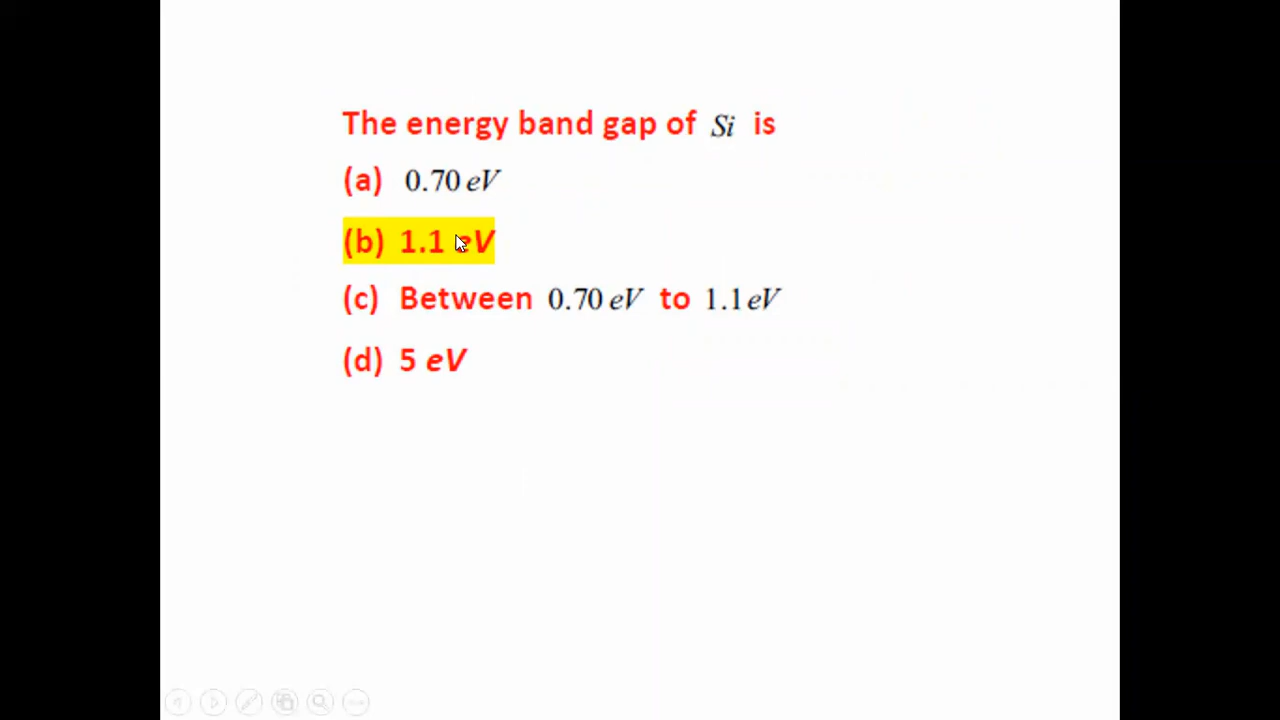 The energy band gap of Si is
(a) 0.70 eV
(b) 1.1 eV
(c) Between 0.70 eV to 1.1 eV
(d) 5 eV